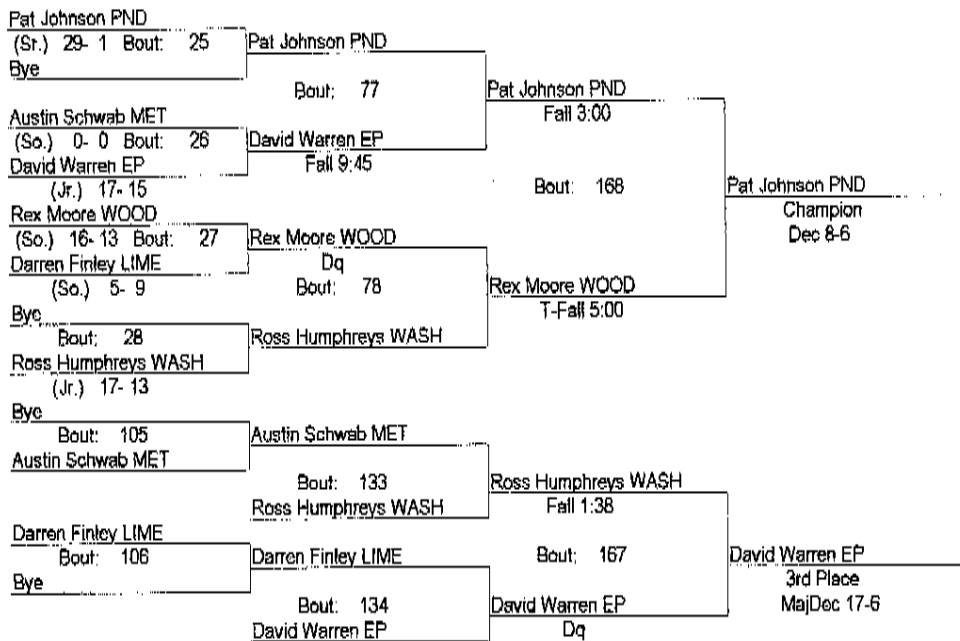 Pat Johnson PND
(Sr.) 29- 1 Bout: 25
Bye
Pat Johnson PND
Bout: 77
Pat Johnson PND
Fall 3:00
Austin Schwab MET
(So.) 0- 0 Bout: 26
David Warren EP
(Jr.) 17- 15
David Warren EP
Fall 9:45
Bout: 168
Pat Johnson PND
Champion
Dec 8-6
Rex Moore WOOD
(So.) 16- 13 Bout: 27
Darren Finley LIME
(So.) 5- 9
Rex Moore WOOD
Dq
Bout: 78
Rex Moore WOOD
T-Fall 5:00
Bye
Bout: 28
Ross Humphreys WASH
(Jr.) 17- 13
Ross Humphreys WASH
Bye
Bout: 105
Austin Schwab MET
Austin Schwab MET
Bout: 133
Ross Humphreys WASH
Ross Humphreys WASH
Fall 1:38
Darren Finley LIME
Bout: 106
Bye
Darren Finley LIME
Bout: 134
David Warren EP
Bout: 167
David Warren EP
Dq
David Warren EP
3rd Place
MajDec 17-6